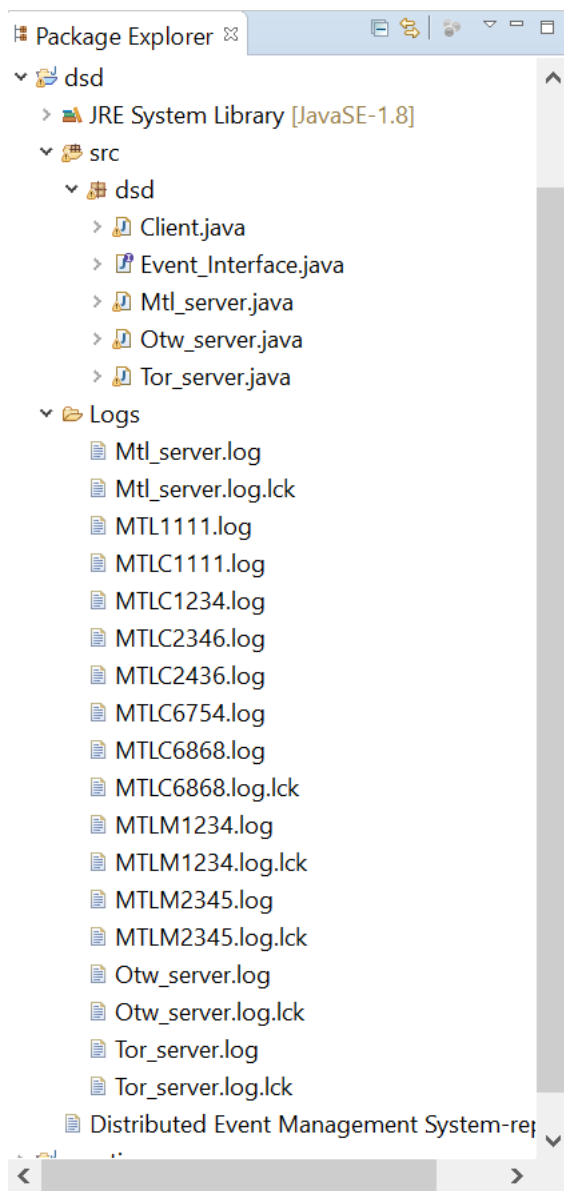 Package Explorer
dsd
JRE System Library [JavaSE-1.8]
src
dsd
Client.java
Event_Interface.java
Mtl_server.java
Otw_server.java
Tor_server.java
Logs
Mtl_server.log
Mtl_server.log.lck
MTL1111.log
MTLC1111.log
MTLC1234.log
MTLC2346.log
MTLC2436.log
MTLC6754.log
MTLC6868.log
MTLC6868.log.lck
MTLM1234.log
MTLM1234.log.lck
MTLM2345.log
MTLM2345.log.lck
Otw_server.log
Otw_server.log.lck
Tor_server.log
Tor_server.log.lck
Distributed Event Management System-rep